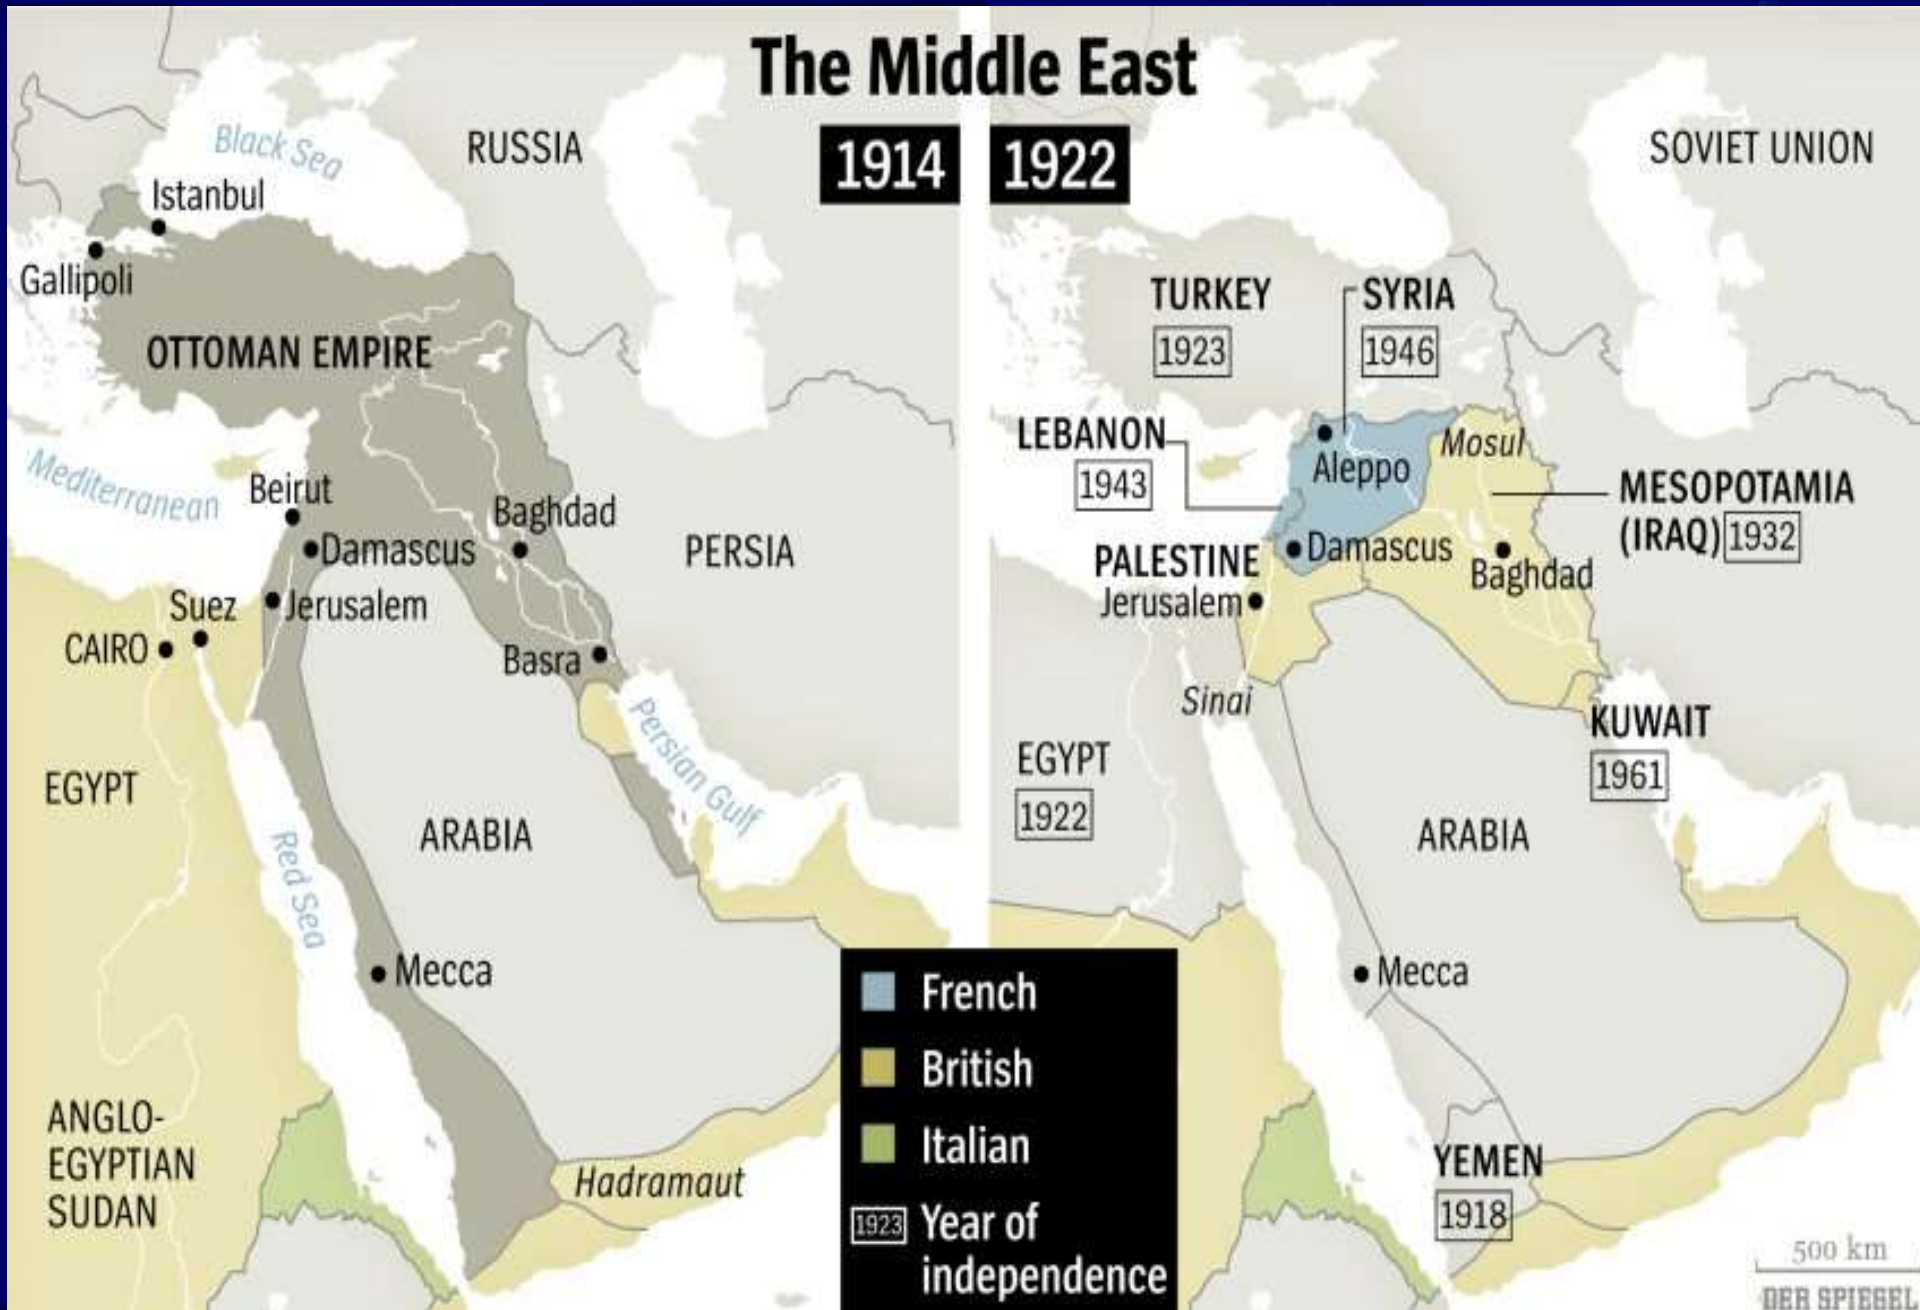 The Middle East
1914
1922
Black Sea
RUSSIA
Istanbul
Gallipoli
OTTOMAN EMPIRE
Mediterranean
Beirut
Baghdad
Damascus
PERSIA
Suez
Jerusalem
CAIRO
Basra
Persian Gulf
EGYPT
ARABIA
Red Sea
Mecca
ANGLO-
EGYPTIAN
SUDAN
Hadramaut
SOVIET UNION
TURKEY
1923
SYRIA
1946
LEBANON
1943
Mosul
Aleppo
MESOPOTAMIA
(IRAQ) 1932
PALESTINE
Damascus
Jerusalem
Baghdad
Sinai
KUWAIT
1961
EGYPT
1922
ARABIA
Mecca
YEMEN
1918
French
British
Italian
1923 Year of
independence
500 km
DER SPIEGEL